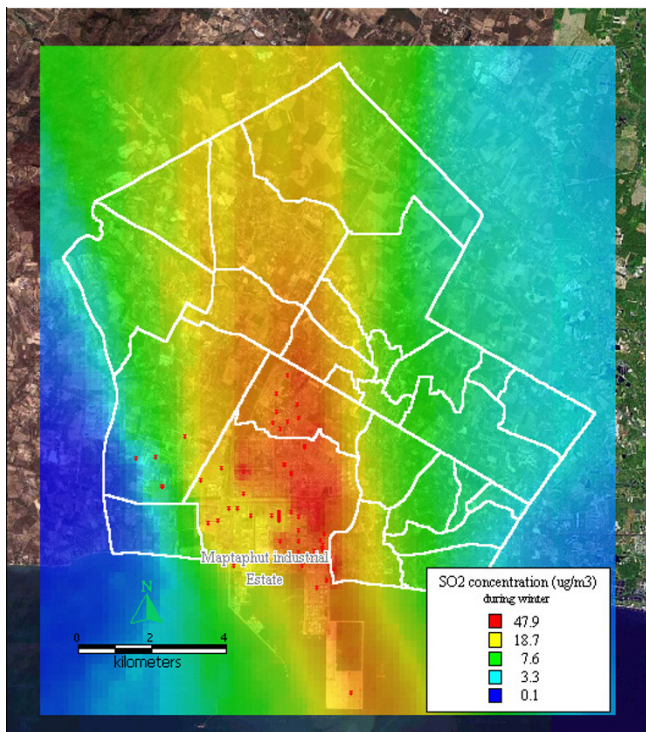 Maptaphut industrial
Estate
N
0 2 4
kilometers
SO2 concentration (ug/m3)
during winter
47.9
18.7
7.6
3.3
0.1